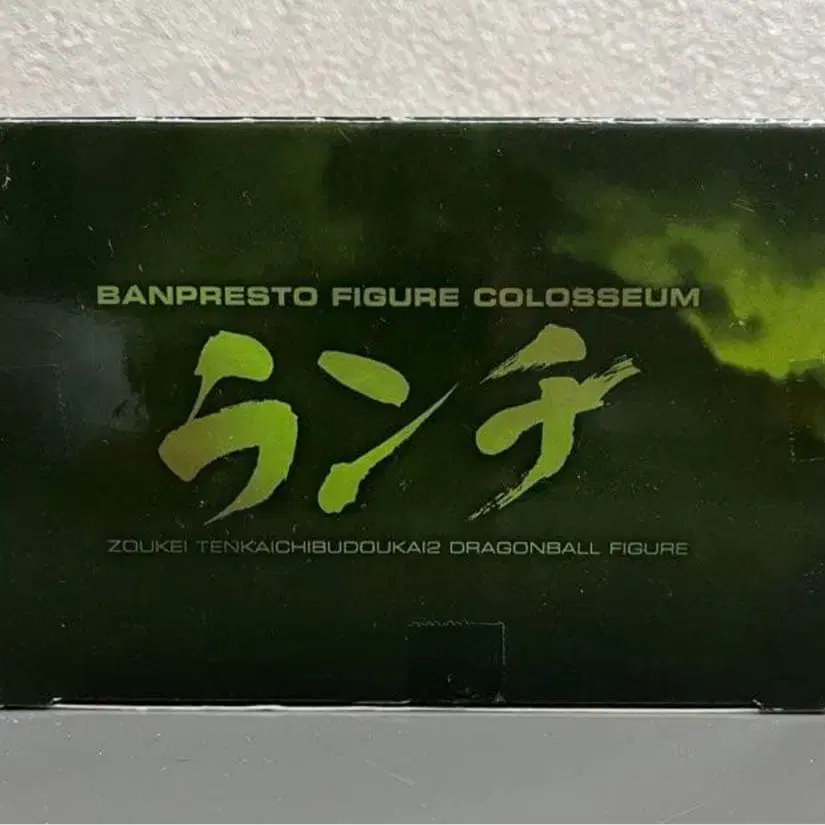 BANPRESTO FIGURE COLOSSEUM
ランチ
ZOUKEI TENKAICHIBUDOUKAI2 DRAGONBALL FIGURE